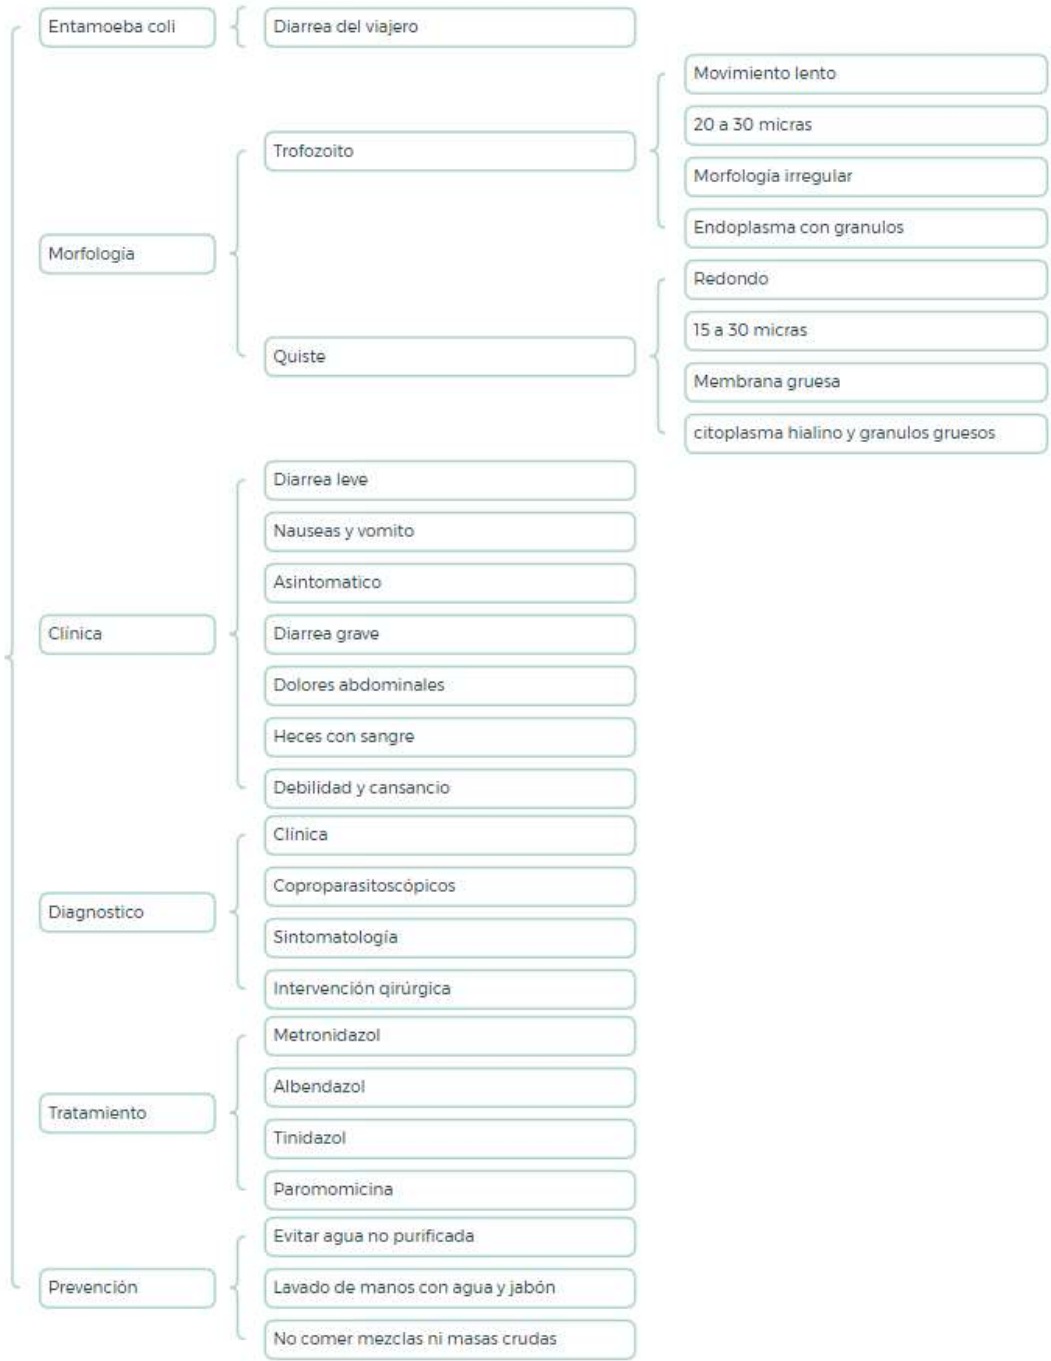 Entamoeba coli
Diarrea del viajero
Morfología
Trofozoito
Movimiento lento
20 a 30 micras
Morfología irregular
Endoplasma con granulos
Quiste
Redondo
15 a 30 micras
Membrana gruesa
citoplasma hialino y granulos gruesos
Clínica
Diarrea leve
Nauseas y vomito
Asintomatico
Diarrea grave
Dolores abdominales
Heces con sangre
Debilidad y cansancio
Diagnostico
Clínica
Coproparasitoscópicos
Sintomatología
Intervención qirúrgica
Tratamiento
Metronidazol
Albendazol
Tinidazol
Paromomicina
Prevención
Evitar agua no purificada
Lavado de manos con agua y jabón
No comer mezclas ni masas crudas